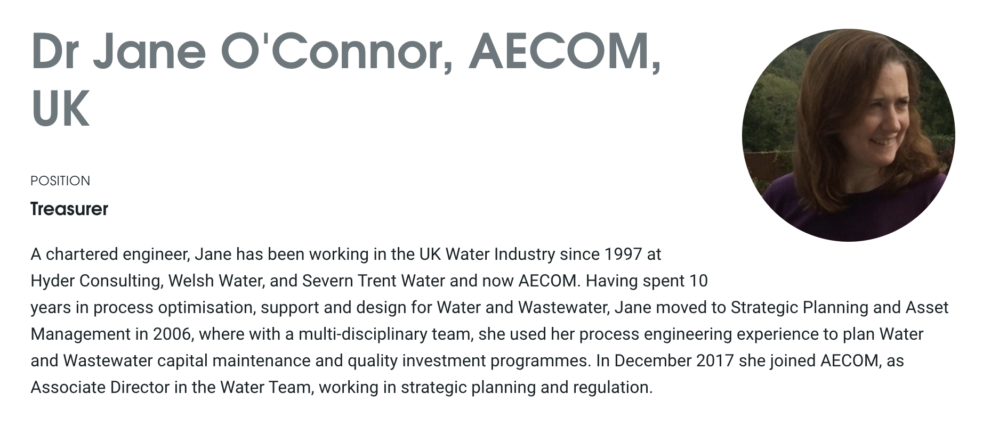 Dr Jane O'Connor, AECOM,
UK
POSITION
Treasurer
A chartered engineer, Jane has been working in the UK Water Industry since 1997 at
Hyder Consulting, Welsh Water, and Severn Trent Water and now AECOM. Having spent 10
years in process optimisation, support and design for Water and Wastewater, Jane moved to Strategic Planning and Asset
Management in 2006, where with a multi-disciplinary team, she used her process engineering experience to plan Water
and Wastewater capital maintenance and quality investment programmes. In December 2017 she joined AECOM, as
Associate Director in the Water Team, working in strategic planning and regulation.